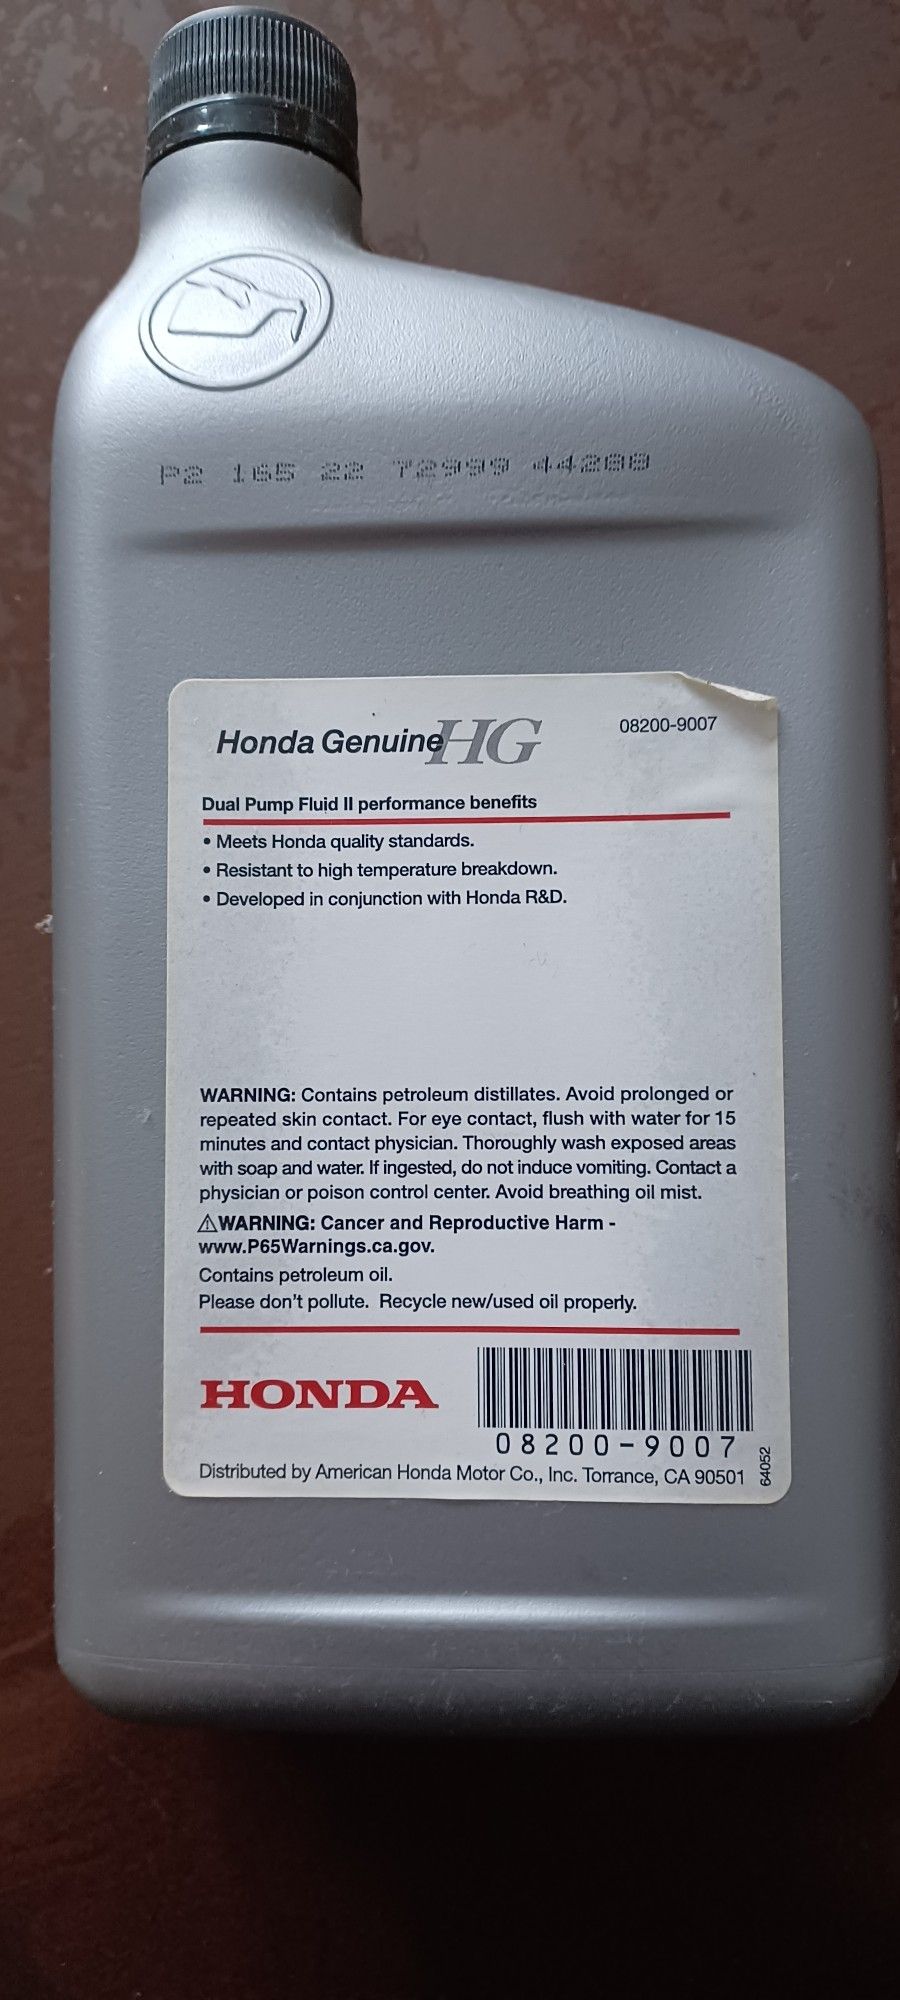 P2 165 22 72999 44288
Honda Genuine HG
08200-9007
Dual Pump Fluid II performance benefits
• Meets Honda quality standards.
• Resistant to high temperature breakdown.
• Developed in conjunction with Honda R&D.
WARNING: Contains petroleum distillates. Avoid prolonged or
repeated skin contact. For eye contact, flush with water for 15
minutes and contact physician. Thoroughly wash exposed areas
with soap and water. If ingested, do not induce vomiting. Contact a
physician or poison control center. Avoid breathing oil mist.
⚠WARNING: Cancer and Reproductive Harm -
www.P65Warnings.ca.gov.
Contains petroleum oil.
Please don't pollute. Recycle new/used oil properly.
HONDA
08200-9007
Distributed by American Honda Motor Co., Inc. Torrance, CA 90501
64052